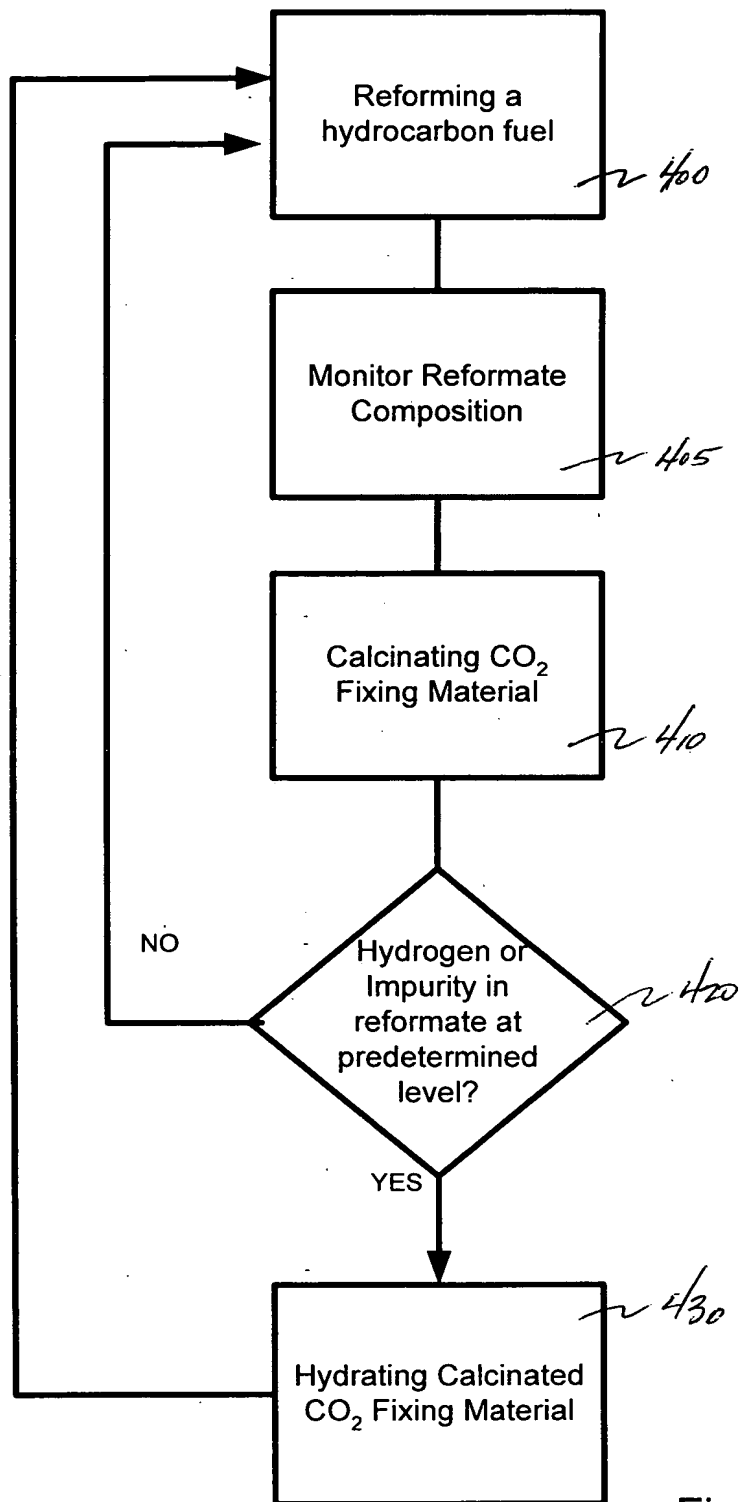 Reforming a
hydrocarbon fuel
400
Monitor Reformate
Composition
405
Calcinating CO₂
Fixing Material
410
NO
Hydrogen or
Impurity in
reformate at
predetermined
level?
420
YES
430
Hydrating Calcinated
CO₂ Fixing Material